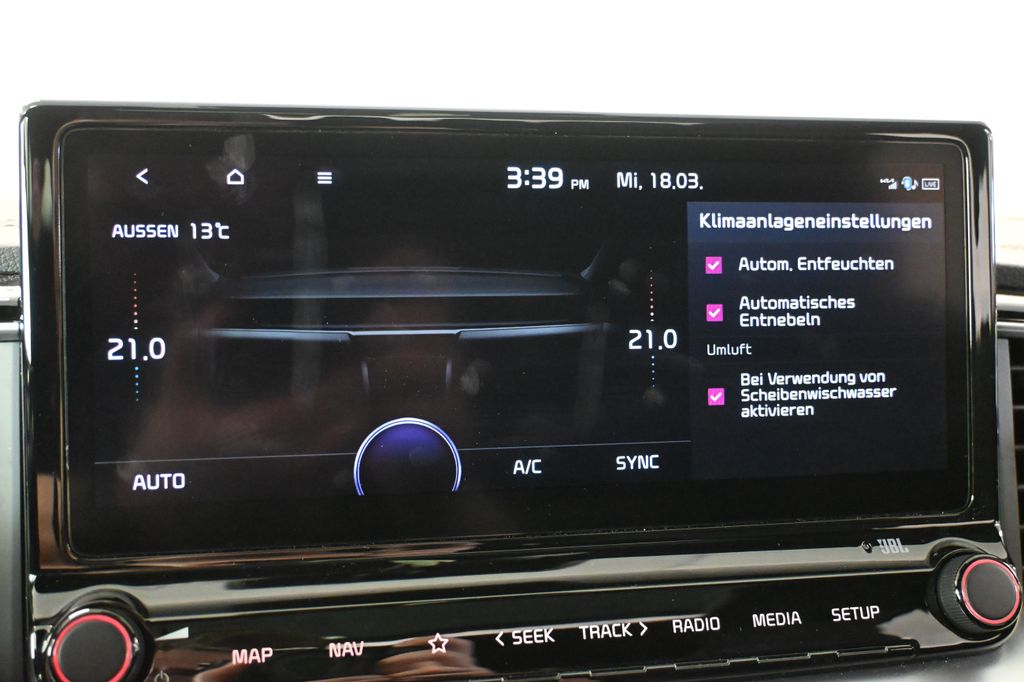 3:39 PM Mi, 18.03.
KIA LIVE
AUSSEN 13°C
21.0
21.0
AUTO
A/C
SYNC
Klimaanlageneinstellungen
Autom. Entfeuchten
Automatisches
Entnebeln
Umluft
Bei Verwendung von
Scheibenwischwasser
aktivieren
JBL
MAP NAV < SEEK TRACK > RADIO MEDIA SETUP